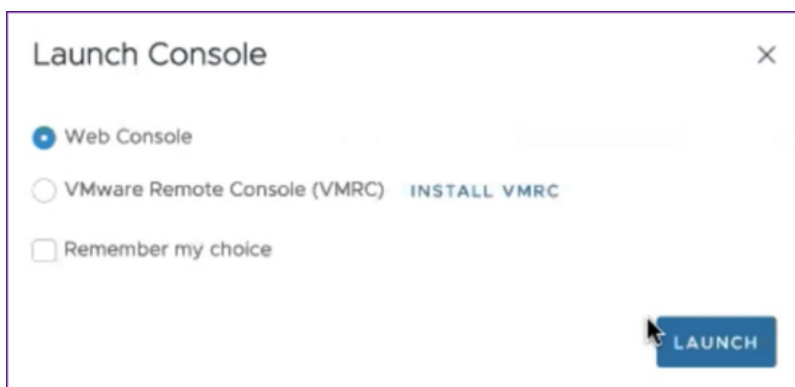 Launch Console
Web Console
VMware Remote Console (VMRC) INSTALL VMRC
Remember my choice
LAUNCH